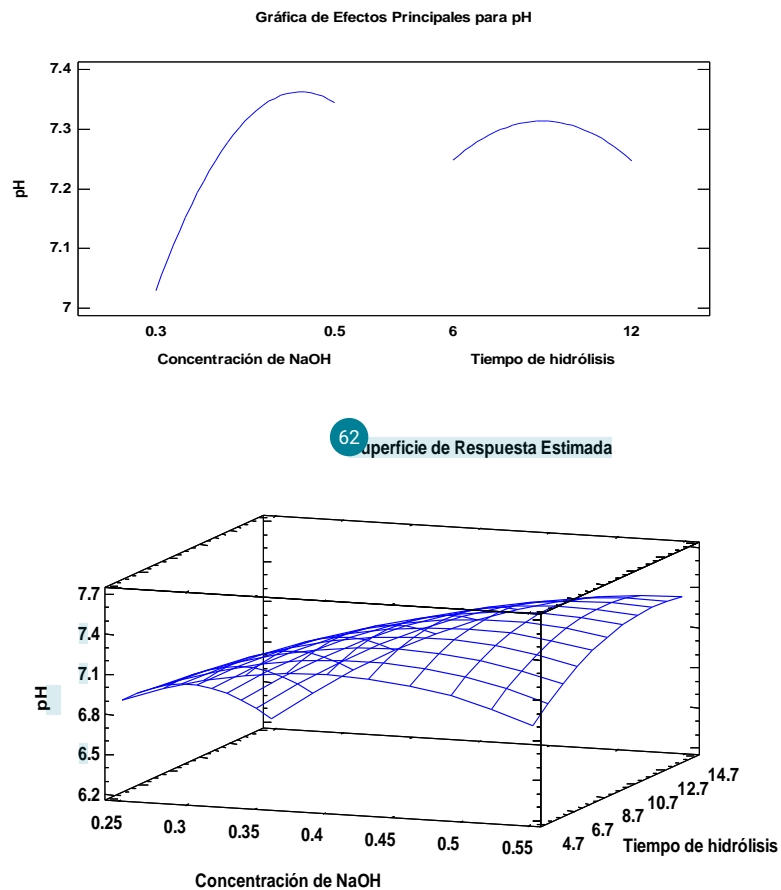 Gráfica de Efectos Principales para pH
7.4
7.3
7.2
7.1
7
pH
0.3 0.5 6 12
Concentración de NaOH Tiempo de hidrólisis
62 uperficie de Respuesta Estimada
7.7
7.4
7.1
6.8
6.5
6.2
pH
0.25 0.3 0.35 0.4 0.45 0.5 0.55
4.7 6.7 8.7 10.7 12.7 14.7
Tiempo de hidrólisis
Concentración de NaOH